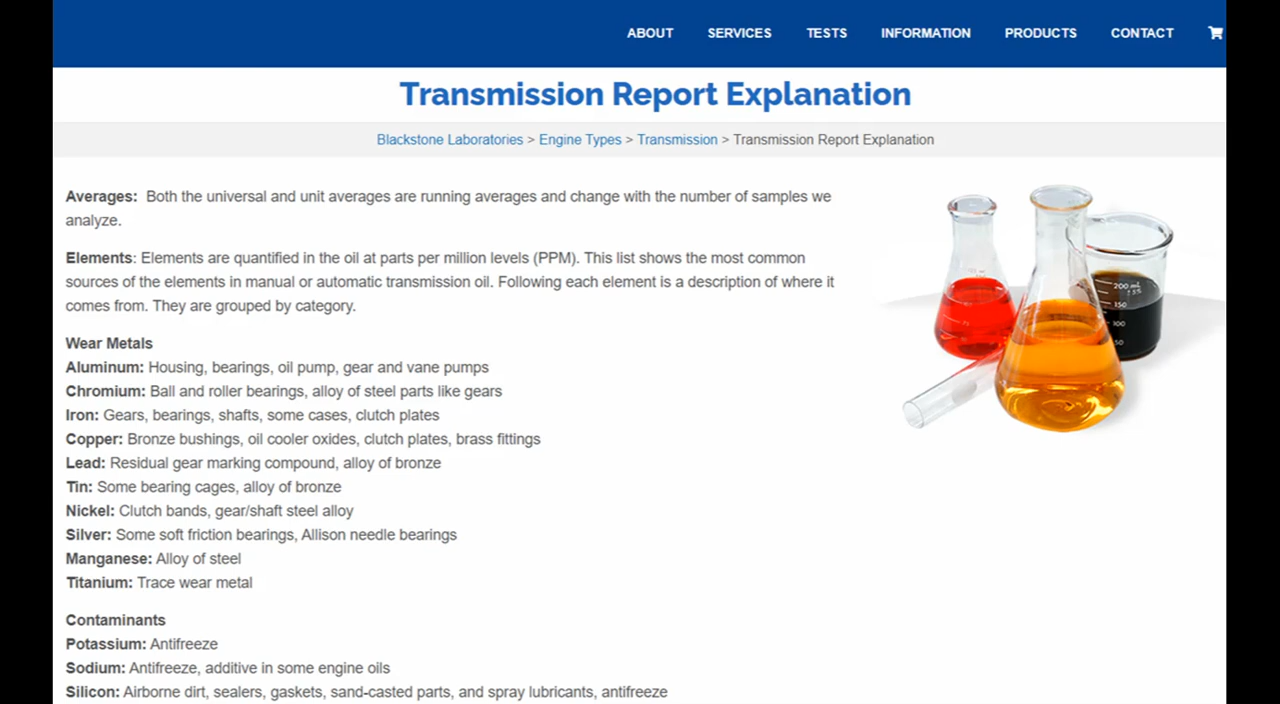 ABOUT SERVICES TESTS INFORMATION PRODUCTS CONTACT
Transmission Report Explanation
Blackstone Laboratories > Engine Types > Transmission > Transmission Report Explanation
Averages: Both the universal and unit averages are running averages and change with the number of samples we
analyze.
Elements: Elements are quantified in the oil at parts per million levels (PPM). This list shows the most common
sources of the elements in manual or automatic transmission oil. Following each element is a description of where it
comes from. They are grouped by category.
Wear Metals
Aluminum: Housing, bearings, oil pump, gear and vane pumps
Chromium: Ball and roller bearings, alloy of steel parts like gears
Iron: Gears, bearings, shafts, some cases, clutch plates
Copper: Bronze bushings, oil cooler oxides, clutch plates, brass fittings
Lead: Residual gear marking compound, alloy of bronze
Tin: Some bearing cages, alloy of bronze
Nickel: Clutch bands, gear/shaft steel alloy
Silver: Some soft friction bearings, Allison needle bearings
Manganese: Alloy of steel
Titanium: Trace wear metal
Contaminants
Potassium: Antifreeze
Sodium: Antifreeze, additive in some engine oils
Silicon: Airborne dirt, sealers, gaskets, sand-casted parts, and spray lubricants, antifreeze
200 mL
150
100
50